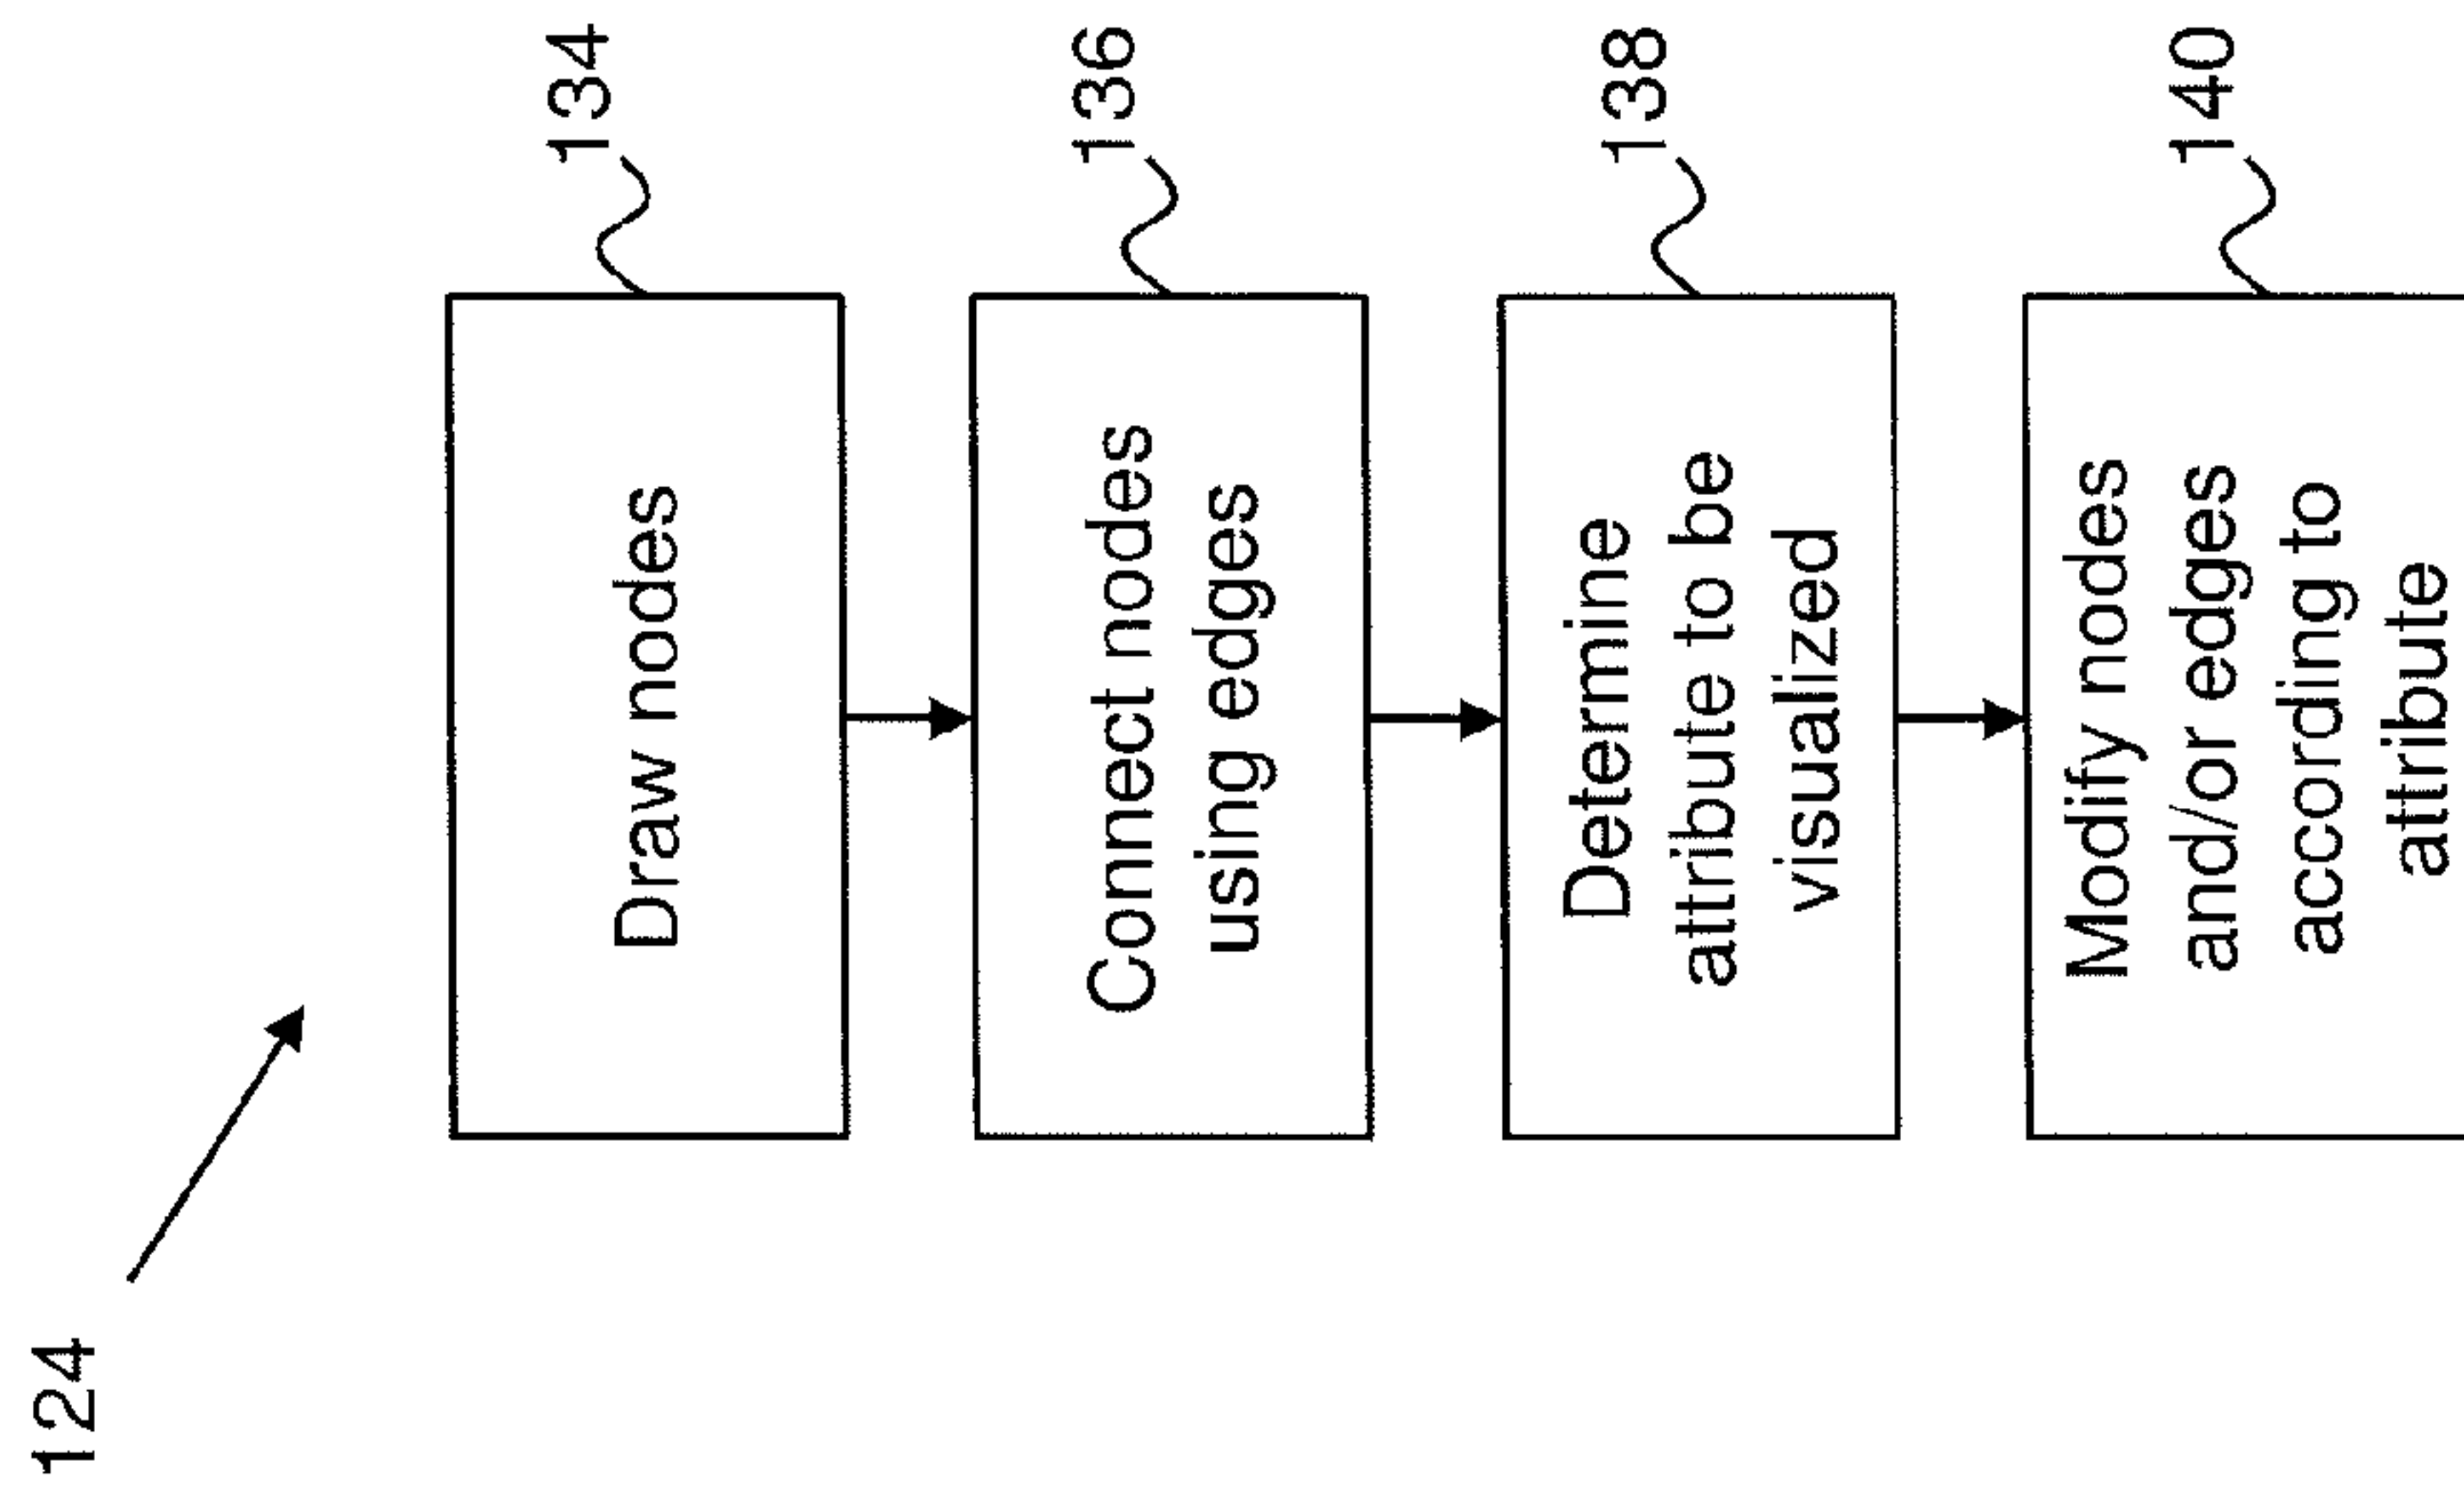 124
134
Draw nodes
136
Connect nodes
using edges
138
Determine
attribute to be
visualized
140
Modify nodes
and/or edges
according to
attribute